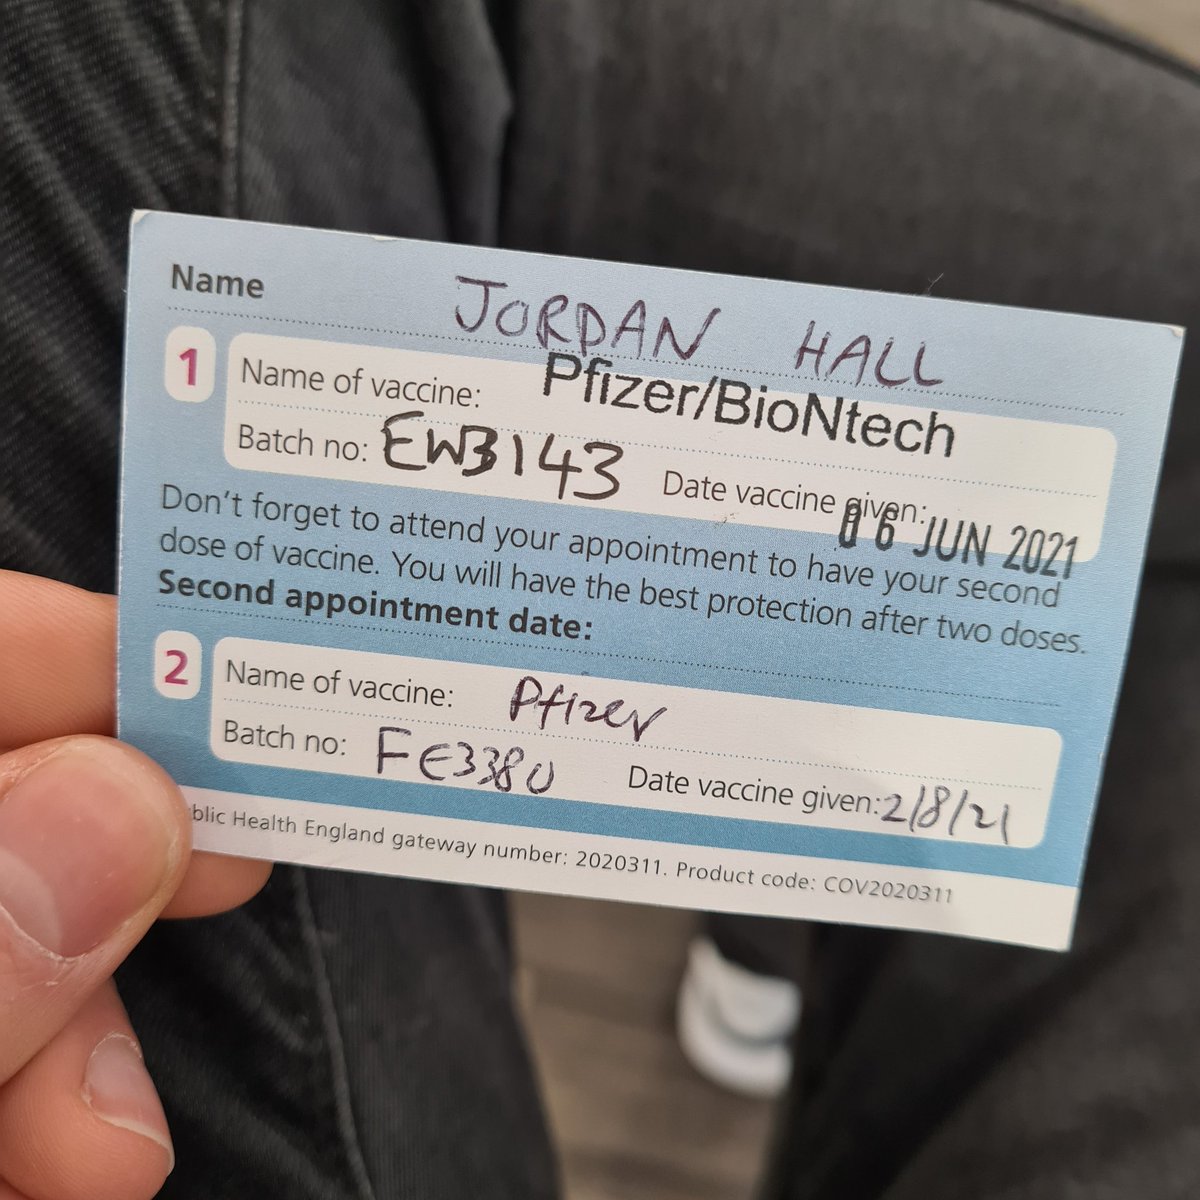 Name JORDAN HALL
1 Name of vaccine: Pfizer/BioNtech
Batch no: EW3143 Date vaccine given: 06 JUN 2021
Don't forget to attend your appointment to have your second
dose of vaccine. You will have the best protection after two doses.
Second appointment date:
2 Name of vaccine: Pfizer
Batch no: FE3380 Date vaccine given: 2/8/21
Health England gateway number: 2020311. Product code: COV2020311